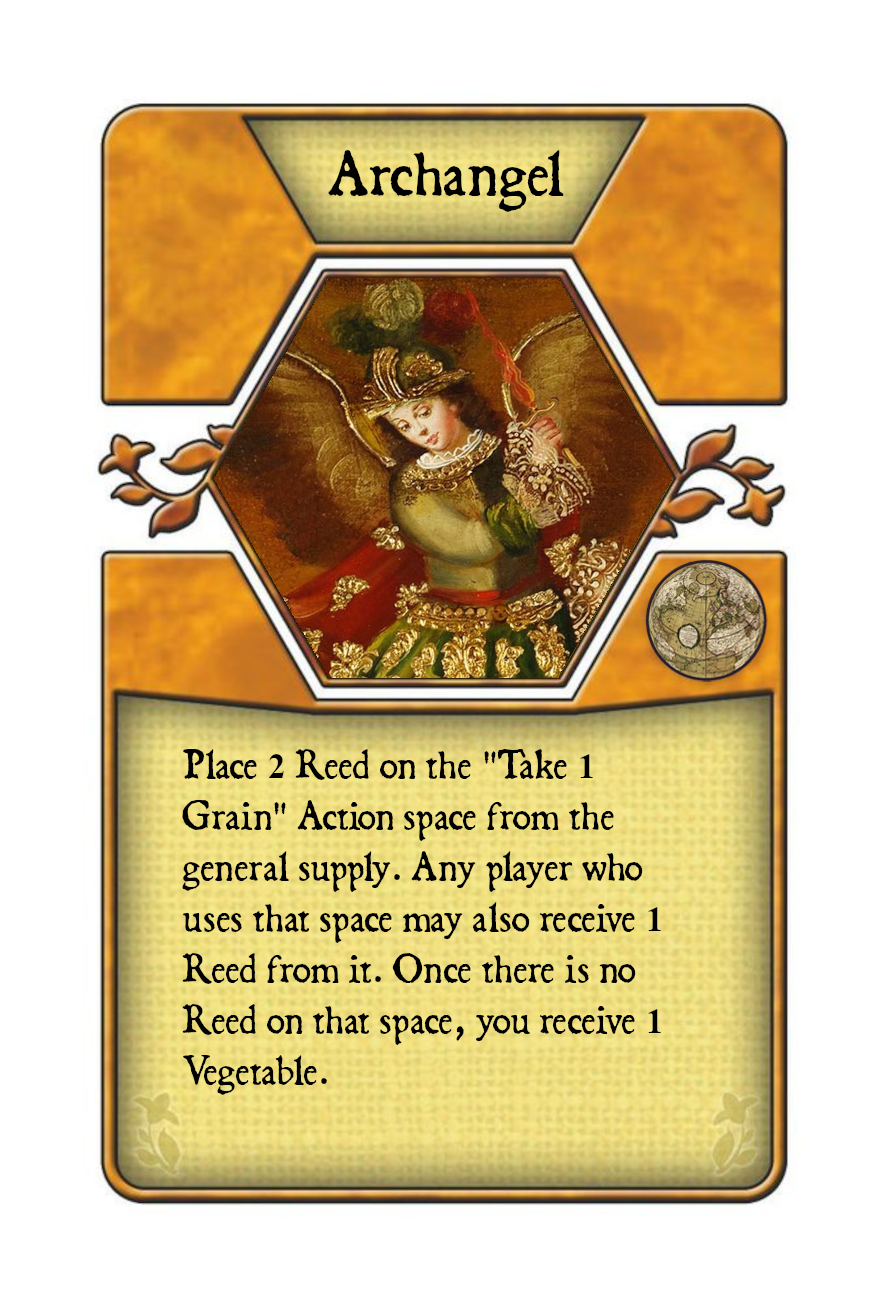 Archangel
Place 2 Reed on the "Take 1
Grain" Action space from the
general supply. Any player who
uses that space may also receive 1
Reed from it. Once there is no
Reed on that space, you receive 1
Vegetable.